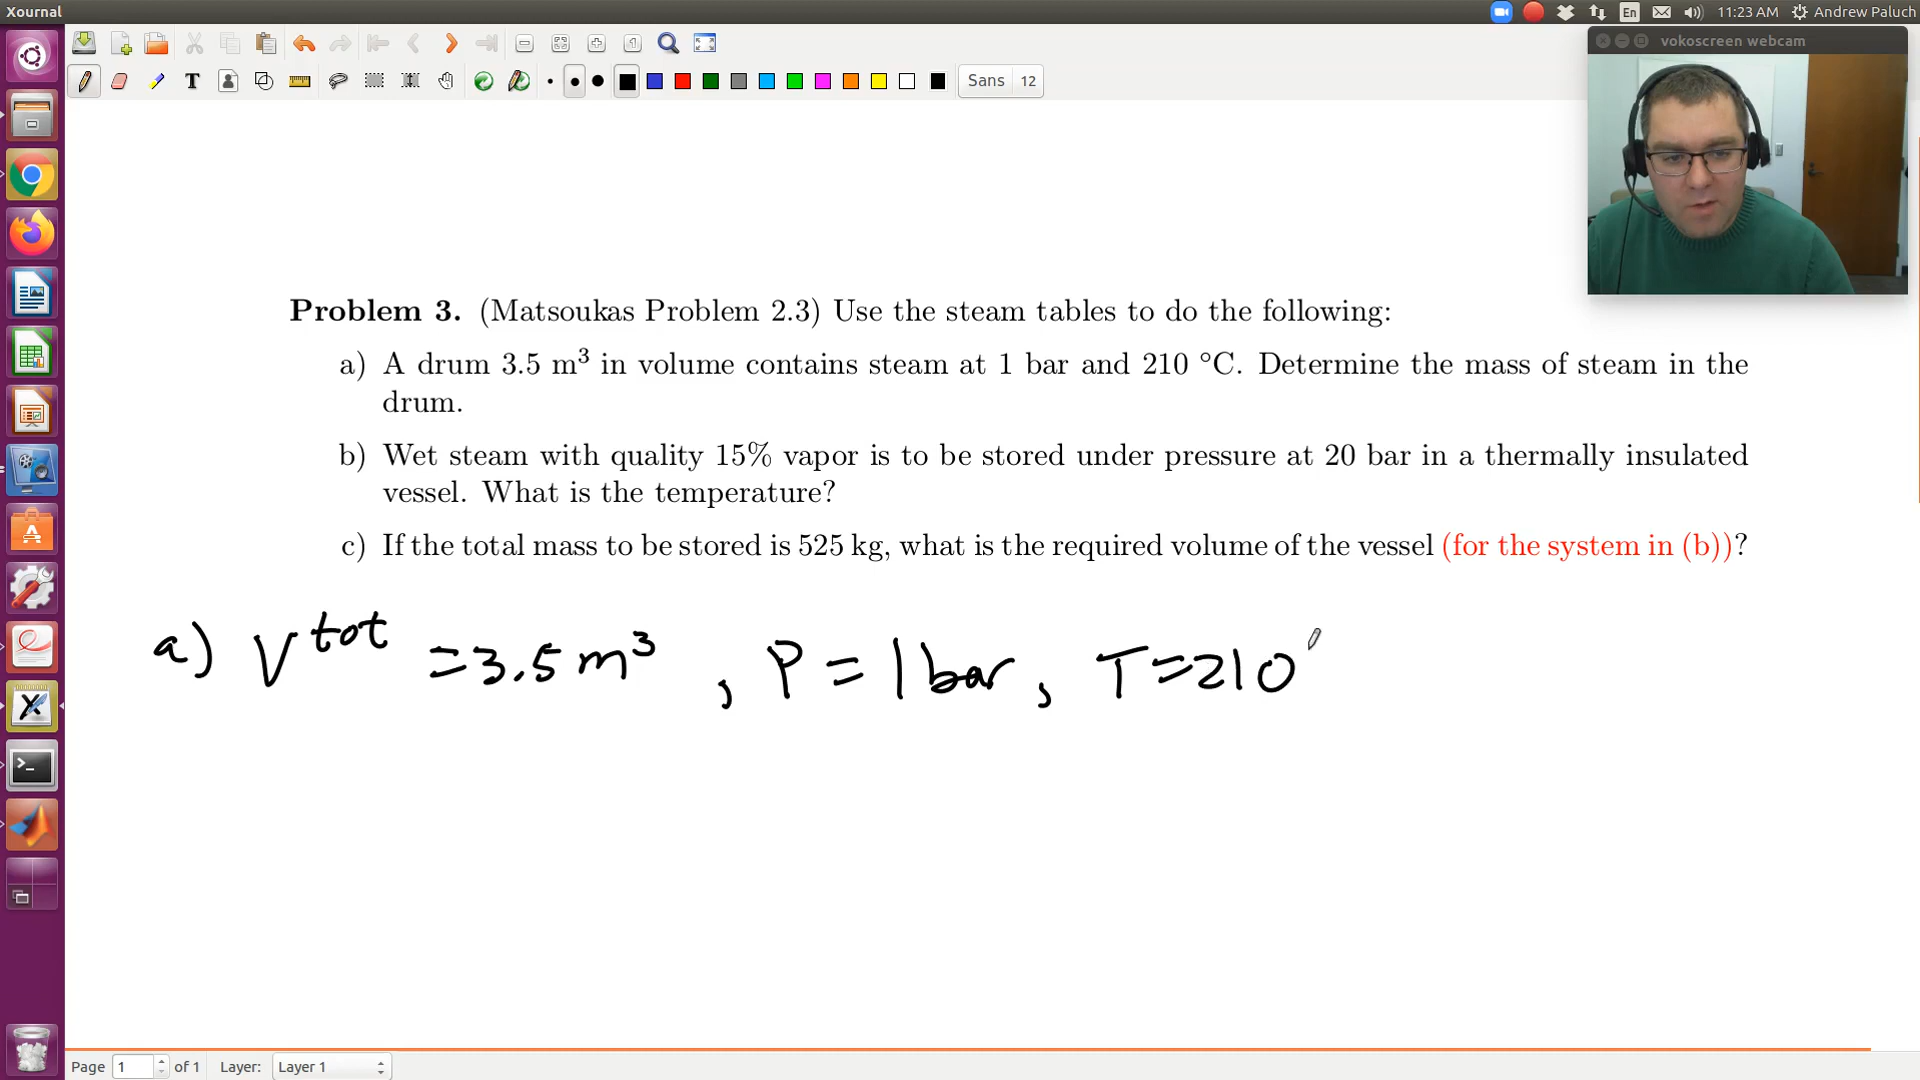 Xournal
En 11:23 AM Andrew Paluch
vokoscreen webcam
Sans 12
Problem 3. (Matsoukas Problem 2.3) Use the steam tables to do the following:
a) A drum 3.5 m³ in volume contains steam at 1 bar and 210 °C. Determine the mass of steam in the
drum.
b) Wet steam with quality 15% vapor is to be stored under pressure at 20 bar in a thermally insulated
vessel. What is the temperature?
c) If the total mass to be stored is 525 kg, what is the required volume of the vessel (for the system in (b))?
a) V^tot = 3.5 m³, P = 1 bar, T = 210
Page 1 of 1 Layer: Layer 1